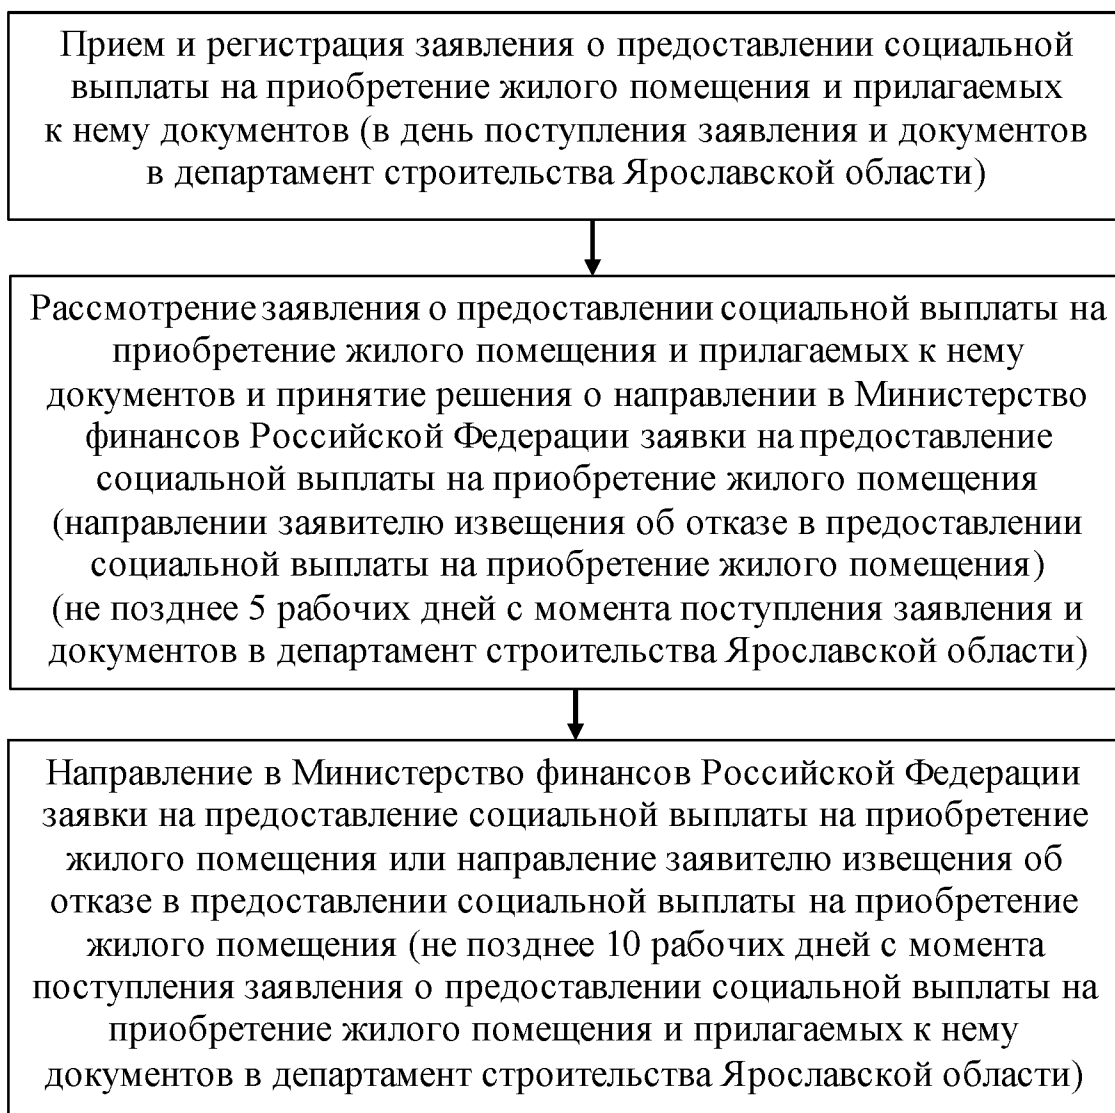 Прием и регистрация заявления о предоставлении социальной
выплаты на приобретение жилого помещения и прилагаемых
к нему документов (в день поступления заявления и документов
в департамент строительства Ярославской области)
Рассмотрение заявления о предоставлении социальной выплаты на
приобретение жилого помещения и прилагаемых к нему
документов и принятие решения о направлении в Министерство
финансов Российской Федерации заявки на предоставление
социальной выплаты на приобретение жилого помещения
(направлении заявителю извещения об отказе в предоставлении
социальной выплаты на приобретение жилого помещения)
(не позднее 5 рабочих дней с момента поступления заявления и
документов в департамент строительства Ярославской области)
Направление в Министерство финансов Российской Федерации
заявки на предоставление социальной выплаты на приобретение
жилого помещения или направление заявителю извещения об
отказе в предоставлении социальной выплаты на приобретение
жилого помещения (не позднее 10 рабочих дней с момента
поступления заявления о предоставлении социальной выплаты на
приобретение жилого помещения и прилагаемых к нему
документов в департамент строительства Ярославской области)